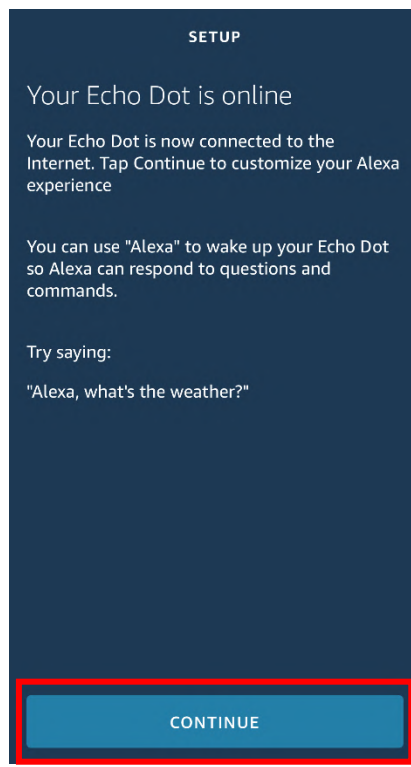 SETUP
Your Echo Dot is online
Your Echo Dot is now connected to the
Internet. Tap Continue to customize your Alexa
experience
You can use "Alexa" to wake up your Echo Dot
so Alexa can respond to questions and
commands.
Try saying:
"Alexa, what's the weather?"
CONTINUE